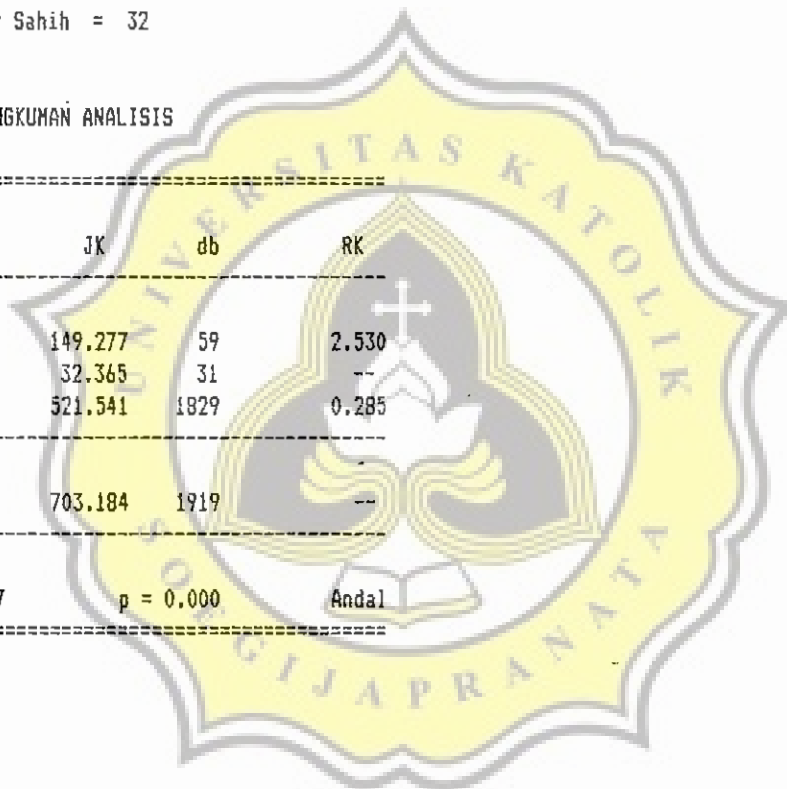 Sahih = 32
GKUMAN ANALISIS
===================================
JK db RK
-----------------------------------
149.277 59 2.530
32.365 31 --
521.541 1829 0.285
-----------------------------------
703.184 1919 --
-----------------------------------
p = 0.000 Andal
===================================
UNIVERSITAS KATOLIK
SOEGIJAPRANATA